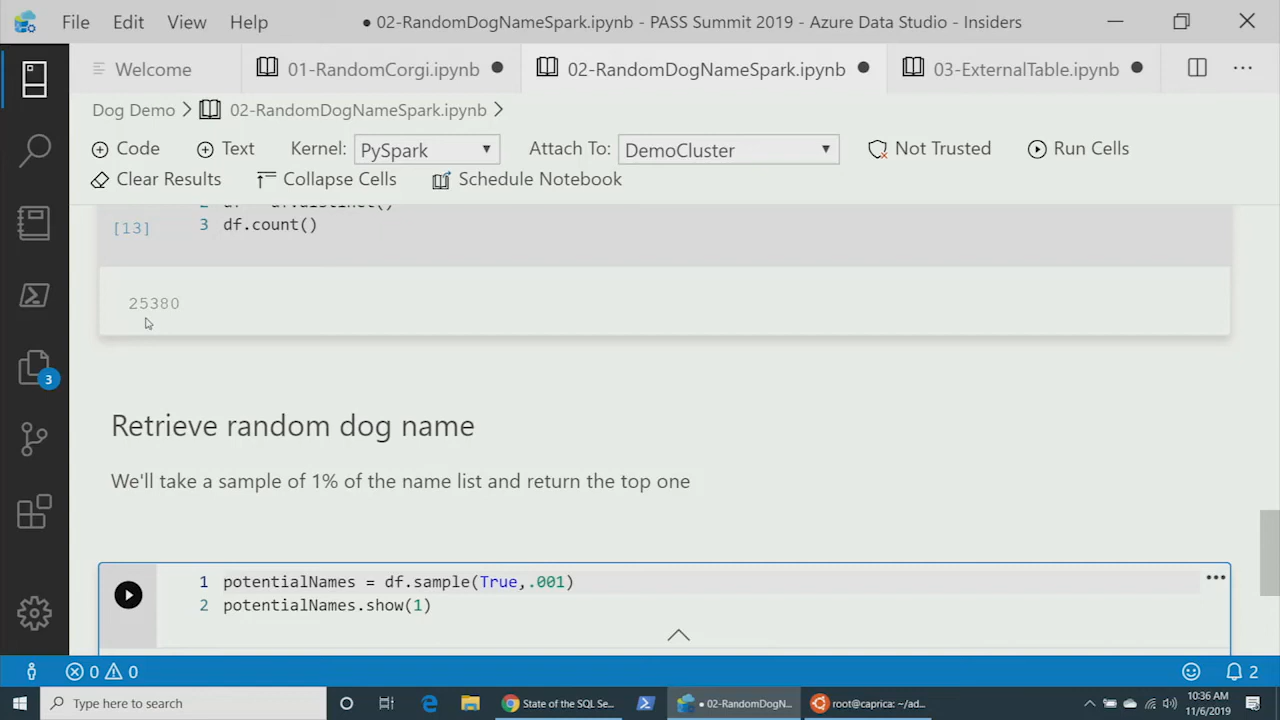 File Edit View Help ● 02-RandomDogNameSpark.ipynb - PASS Summit 2019 - Azure Data Studio - Insiders
Welcome 01-RandomCorgi.ipynb ● 02-RandomDogNameSpark.ipynb ● 03-ExternalTable.ipynb ●
Dog Demo > 02-RandomDogNameSpark.ipynb >
Code Text Kernel: PySpark Attach To: DemoCluster Not Trusted Run Cells
Clear Results Collapse Cells Schedule Notebook
2 df = df.distinct()
[13] 3 df.count()
25380
3
Retrieve random dog name
We'll take a sample of 1% of the name list and return the top one
1 potentialNames = df.sample(True,.001)
2 potentialNames.show(1)
0 0 2
Type here to search State of the SQL Se... ● 02-RandomDogN... root@caprica: ~/ad... 10:36 AM
11/6/2019